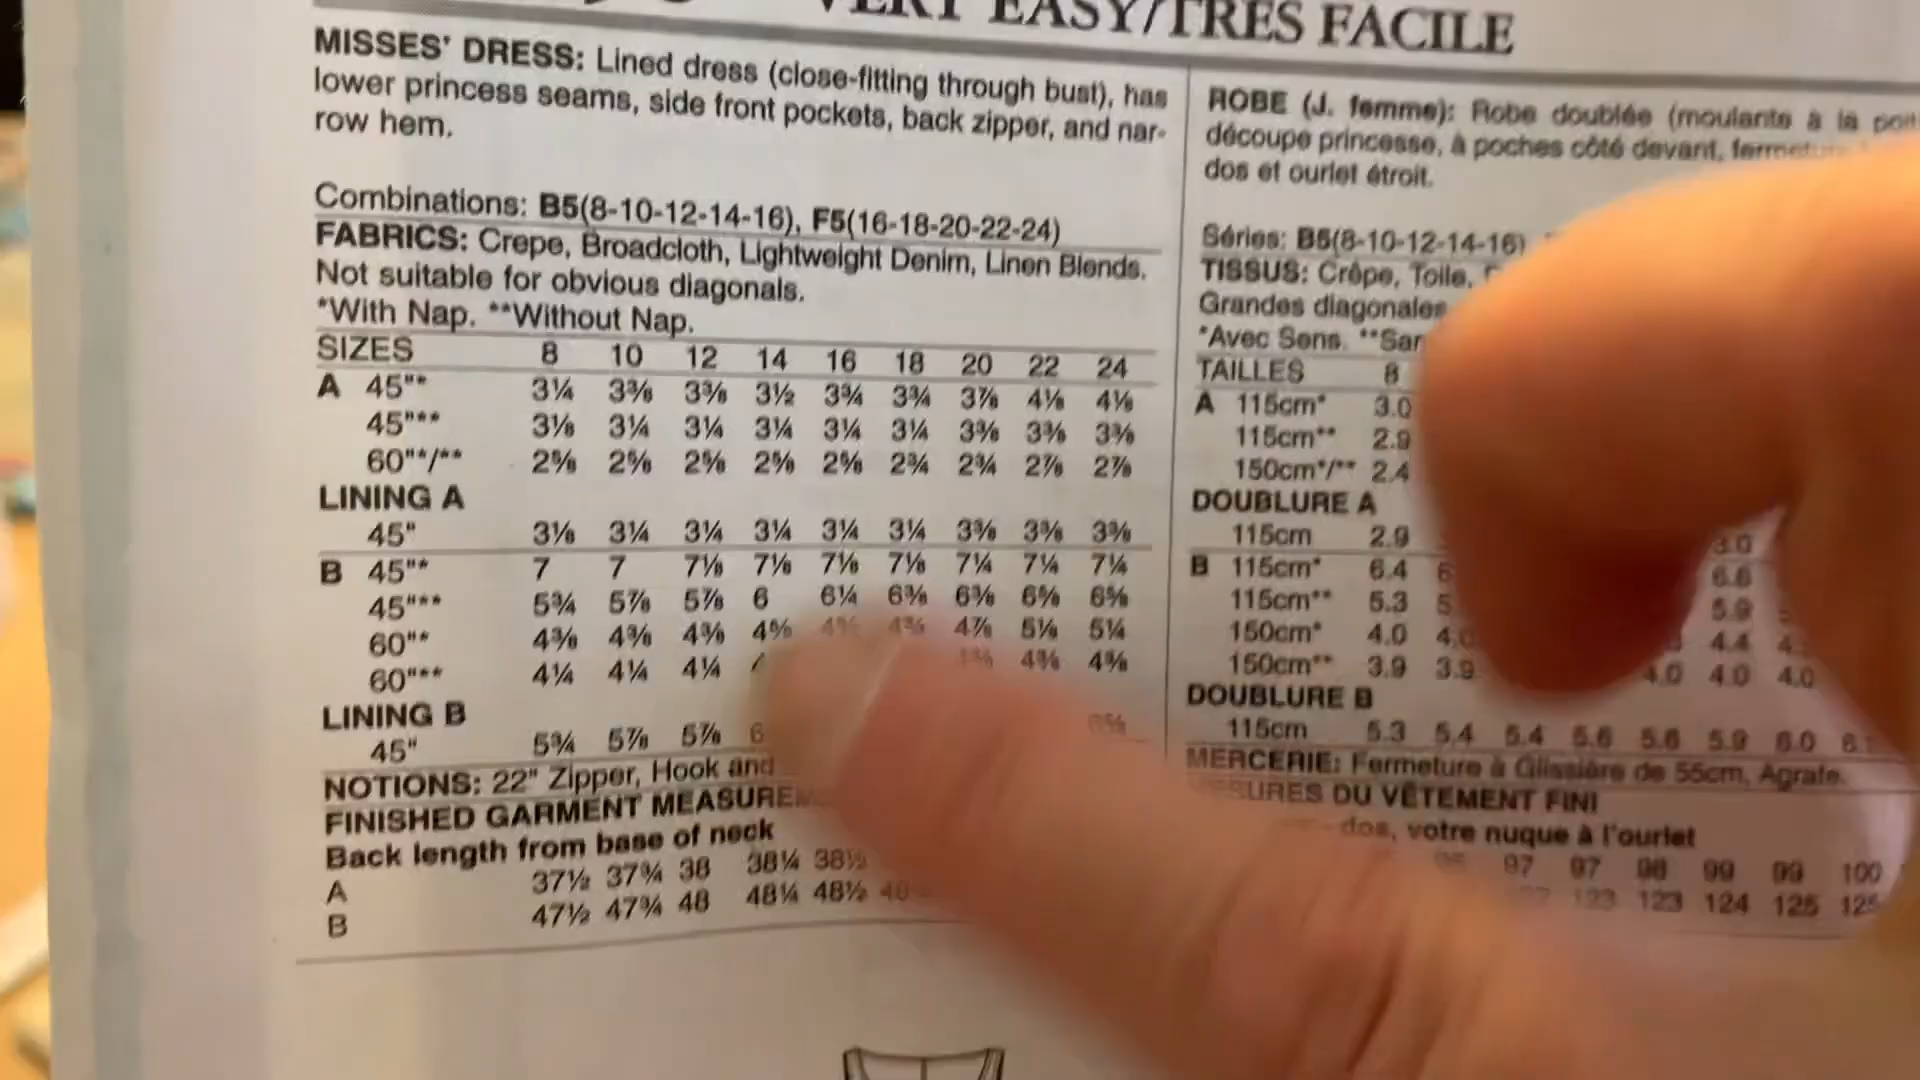 VERY EASY/TRÈS FACILE
MISSES' DRESS: Lined dress (close-fitting through bust), has
lower princess seams, side front pockets, back zipper, and nar-
row hem.
Combinations: B5(8-10-12-14-16), F5(16-18-20-22-24)
FABRICS: Crepe, Broadcloth, Lightweight Denim, Linen Blends.
Not suitable for obvious diagonals.
*With Nap. **Without Nap.
SIZES 8 10 12 14 16 18 20 22 24
A 45"* 3¼ 3⅜ 3⅜ 3½ 3¾ 3¾ 3⅞ 4⅛ 4⅛
45"** 3⅛ 3¼ 3¼ 3¼ 3¼ 3¼ 3⅜ 3⅜ 3⅜
60"*/** 2⅝ 2⅝ 2⅝ 2⅝ 2⅝ 2¾ 2¾ 2⅞ 2⅞
LINING A
45" 3⅛ 3¼ 3¼ 3¼ 3¼ 3¼ 3⅜ 3⅜ 3⅜
B 45"* 7 7 7⅛ 7⅛ 7⅛ 7⅛ 7¼ 7¼ 7¼
45"** 5¾ 5⅞ 5⅞ 6 6¼ 6⅜ 6⅜ 6⅝ 6⅝
60"* 4⅜ 4⅜ 4⅜ 4⅝ 4⅞ 5⅛ 5¼
60"** 4¼ 4¼ 4¼ 4⅜ 4⅜
LINING B
45" 5¾ 5⅞ 5⅞ 6
NOTIONS: 22" Zipper, Hook and
FINISHED GARMENT
Back length from base of neck
A 37½ 37¾ 38 38¼ 38½
B 47½ 47¾ 48 48¼ 48½
ROBE (J. femme): Robe doublée (moulante à la
découpe princesse, à poches côté devant,
dos et ourlet étroit.
Séries: B5(8-10-12-14-16)
TISSUS: Crêpe, Toile,
Grandes diagonales
*Avec Sens.
TAILLES 8
A 115cm* 3.0
115cm** 2.9
150cm*/** 2.4
DOUBLURE A
115cm 2.9 3.0
B 115cm* 6.4 6.6
115cm** 5.3 5.9
150cm* 4.0 4.4
150cm** 3.9 3.9 4.0 4.0 4.0
DOUBLURE B
115cm 5.3 5.4 5.4 5.6 5.6 5.9 6.0
MERCERIE: Fermeture à Glissière de 55cm, Agrafe.
DU VÊTEMENT FINI
dos, votre nuque à l'ourlet
97 97 98 99 99 100
123 123 124 125 125